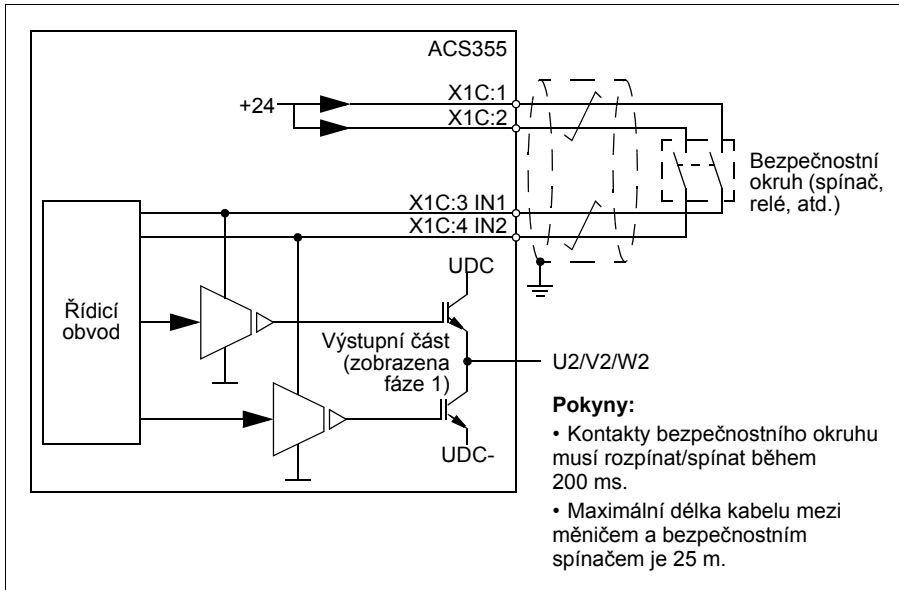 ACS355
X1C:1
+24
X1C:2
Bezpečnostní
okruh (spínač,
relé, atd.)
X1C:3 IN1
X1C:4 IN2
UDC
Řídicí
obvod
Výstupní část
(zobrazena
fáze 1)
U2/V2/W2
UDC-
Pokyny:
• Kontakty bezpečnostního okruhu
musí rozpínat/spínat během
200 ms.
• Maximální délka kabelu mezi
měničem a bezpečnostním
spínačem je 25 m.